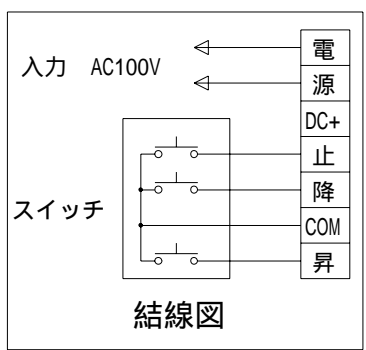 入力 AC100V
スイッチ
電
源
DC+
止
降
COM
昇
結線図